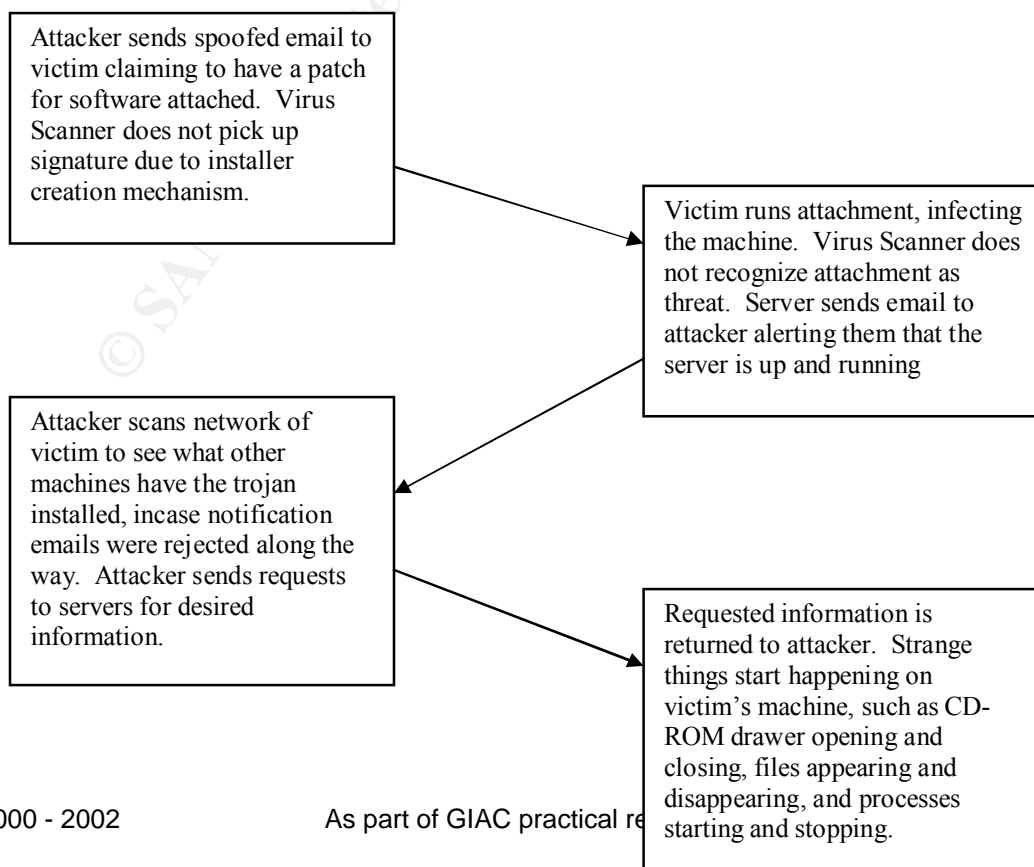 Attacker sends spoofed email to
victim claiming to have a patch
for software attached.  Virus
Scanner does not pick up
signature due to installer
creation mechanism.
Victim runs attachment, infecting
the machine.  Virus Scanner does
not recognize attachment as
threat.  Server sends email to
attacker alerting them that the
server is up and running
Attacker scans network of
victim to see what other
machines have the trojan
installed, incase notification
emails were rejected along the
way.  Attacker sends requests
to servers for desired
information.
Requested information is
returned to attacker.  Strange
things start happening on
victim's machine, such as CD-
ROM drawer opening and
closing, files appearing and
disappearing, and processes
starting and stopping.
© SA
000 - 2002
As part of GIAC practical re